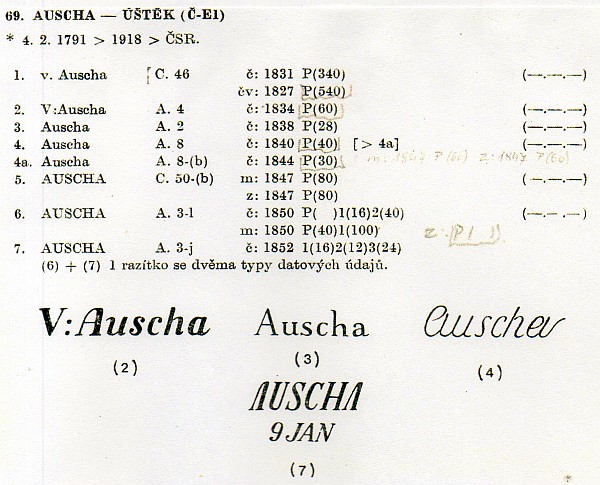 69. AUSCHA — ÚŠTĚK (Č-E1)
* 4. 2. 1791 > 1918 > ČSR.
1. v. Auscha C. 46 č: 1831 P(340) (—.—.—)
čv: 1827 P(540)
2. V:Auscha A. 4 č: 1834 P(60) (—.—.—)
3. Auscha A. 2 č: 1838 P(28) (—.—.—)
4. Auscha A. 8 č: 1840 P(40) [> 4a] (—.—.—)
4a. Auscha A. 8-(b) č: 1844 P(30) m: 1847 P(60) z: 1847 P(60)
5. AUSCHA C. 50-(b) m: 1847 P(80) (—.—.—)
z: 1847 P(80)
6. AUSCHA A. 3-l č: 1850 P( )1(16)2(40) (—.—.—)
m: 1850 P(40)1(100) z: P( )
7. AUSCHA A. 3-j č: 1852 1(16)2(12)3(24)
(6) + (7) 1 razítko se dvěma typy datových údajů.
V:Auscha Auscha Auscha
(2) (3) (4)
AUSCHA
9 JAN
(7)